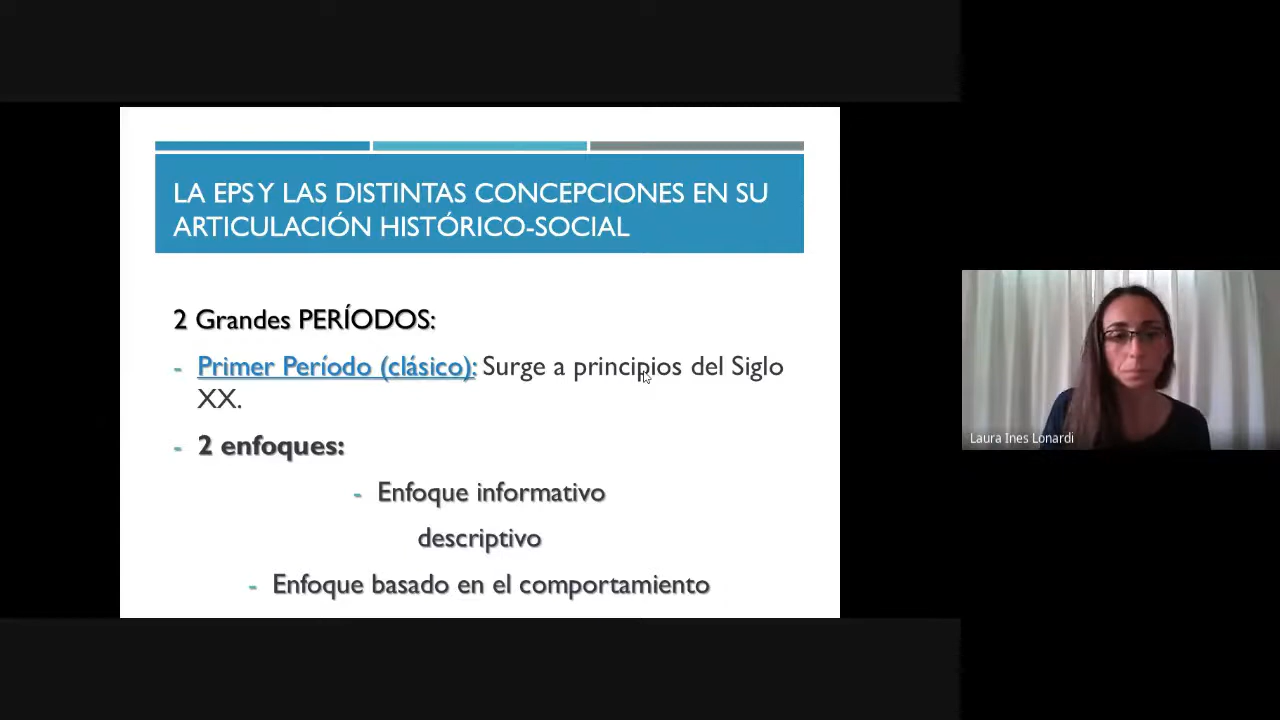 LA EPS Y LAS DISTINTAS CONCEPCIONES EN SU
ARTICULACIÓN HISTÓRICO-SOCIAL
2 Grandes PERÍODOS:
- Primer Período (clásico): Surge a principios del Siglo
XX.
- 2 enfoques:
- Enfoque informativo
descriptivo
- Enfoque basado en el comportamiento
Laura Ines Lonardi